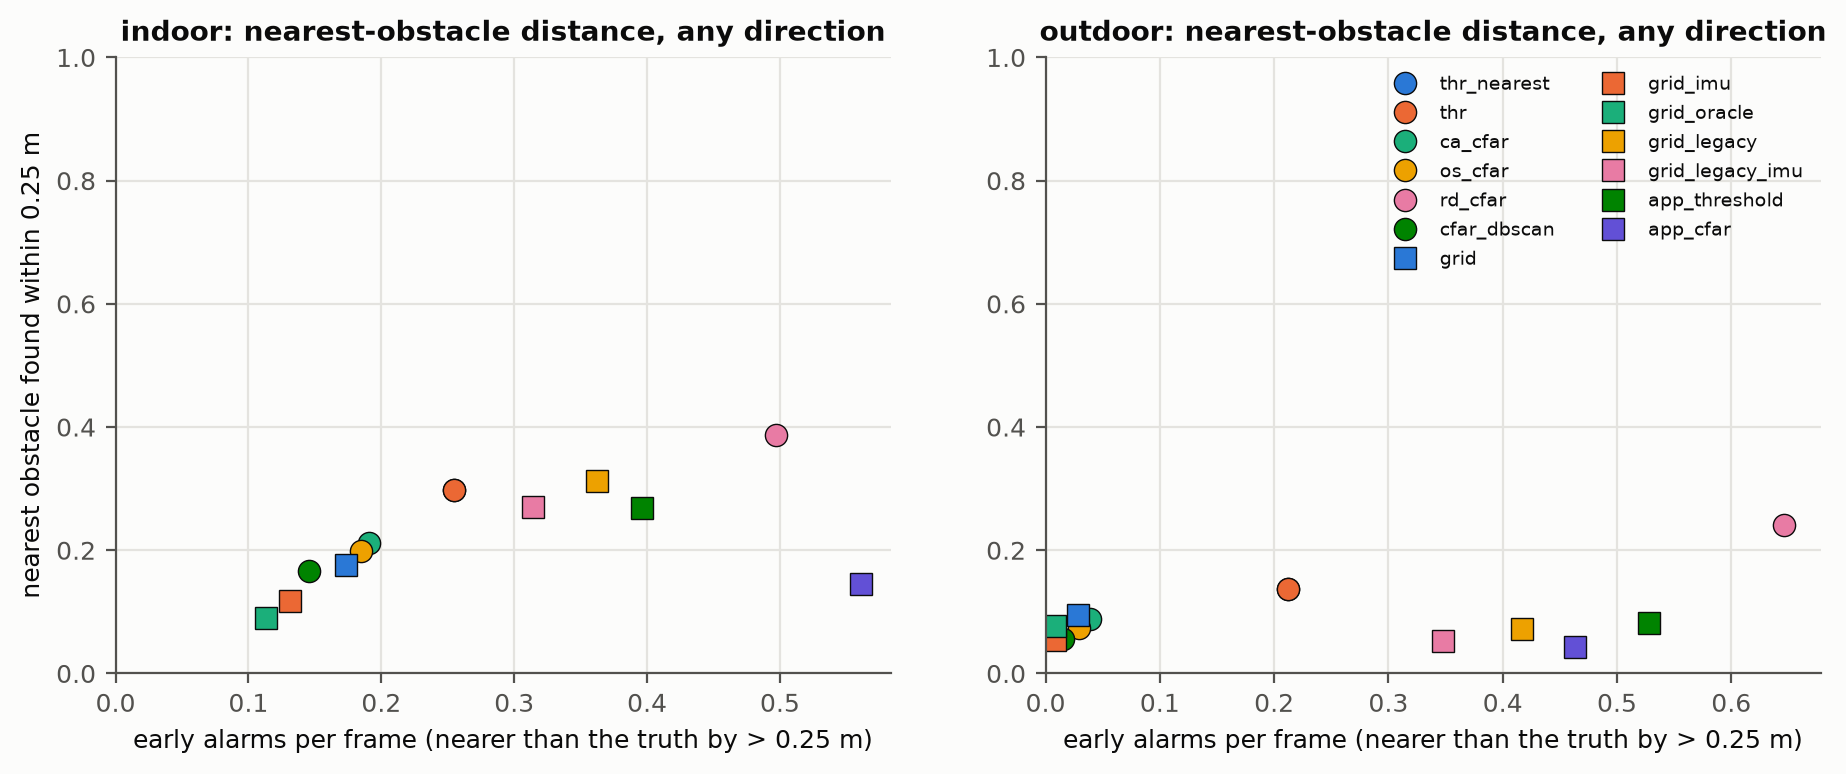 indoor: nearest-obstacle distance, any direction
nearest obstacle found within 0.25 m
1.0
0.8
0.6
0.4
0.2
0.0
0.0 0.1 0.2 0.3 0.4 0.5
early alarms per frame (nearer than the truth by > 0.25 m)
outdoor: nearest-obstacle distance, any direction
1.0
0.8
0.6
0.4
0.2
0.0
thr_nearest
thr
ca_cfar
os_cfar
rd_cfar
cfar_dbscan
grid
grid_imu
grid_oracle
grid_legacy
grid_legacy_imu
app_threshold
app_cfar
0.0 0.1 0.2 0.3 0.4 0.5 0.6
early alarms per frame (nearer than the truth by > 0.25 m)